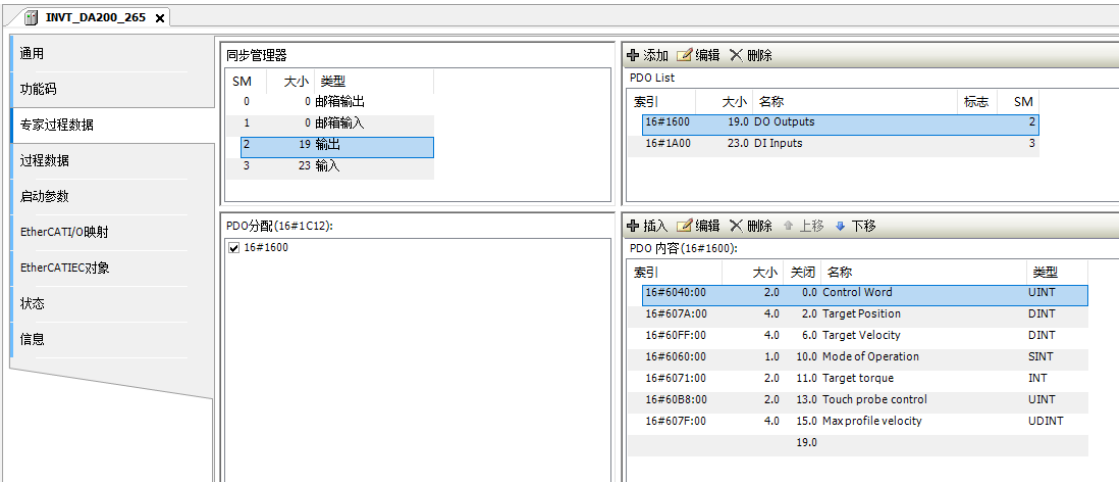 INVT_DA200_265
通用
功能码
专家过程数据
过程数据
启动参数
EtherCATI/O映射
EtherCATIEC对象
状态
信息
同步管理器
SM 大小 类型
0 0 邮箱输出
1 0 邮箱输入
2 19 输出
3 23 输入
添加 编辑 删除
PDO List
索引 大小 名称 标志 SM
16#1600 19.0 DO Outputs 2
16#1A00 23.0 DI Inputs 3
PDO分配(16#1C12):
16#1600
插入 编辑 删除 上移 下移
PDO 内容(16#1600):
索引 大小 关闭 名称 类型
16#6040:00 2.0 0.0 Control Word UINT
16#607A:00 4.0 2.0 Target Position DINT
16#60FF:00 4.0 6.0 Target Velocity DINT
16#6060:00 1.0 10.0 Mode of Operation SINT
16#6071:00 2.0 11.0 Target torque INT
16#60B8:00 2.0 13.0 Touch probe control UINT
16#607F:00 4.0 15.0 Max profile velocity UDINT
19.0